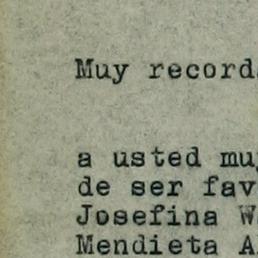 Muy record
a usted mu
de ser fav
Josefina W
Mendieta A